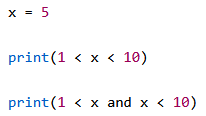 x = 5
print(1 < x < 10)
print(1 < x and x < 10)